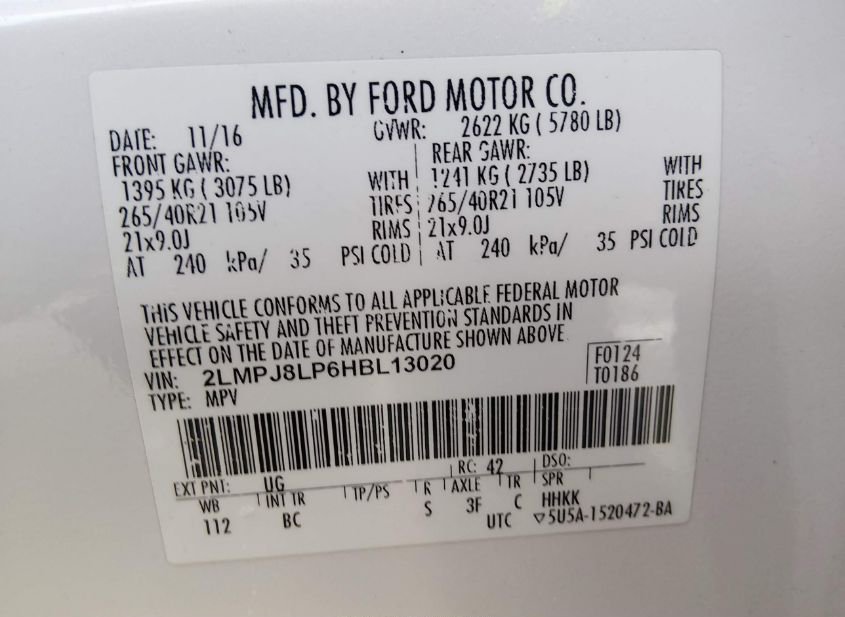 MFD. BY FORD MOTOR CO.
DATE: 11/16 GVWR: 2622 KG ( 5780 LB)
FRONT GAWR: REAR GAWR:
1395 KG ( 3075 LB) WITH 1241 KG ( 2735 LB) WITH
265/40R21 105V TIRES 265/40R21 105V TIRES
21x9.0J RIMS 21x9.0J RIMS
AT 240 kPa/ 35 PSI COLD AT 240 kPa/ 35 PSI COLD
THIS VEHICLE CONFORMS TO ALL APPLICABLE FEDERAL MOTOR
VEHICLE SAFETY AND THEFT PREVENTION STANDARDS IN
EFFECT ON THE DATE OF MANUFACTURE SHOWN ABOVE
VIN: 2LMPJ8LP6HBL13020 F0124
TYPE: MPV T0186
EXT PNT: UG RC: 42 DSO:
WB INT TR TP/PS R AXLE TR SPR
112 BC S 3F C HHKK
UTC ▽5U5A-1520472-BA